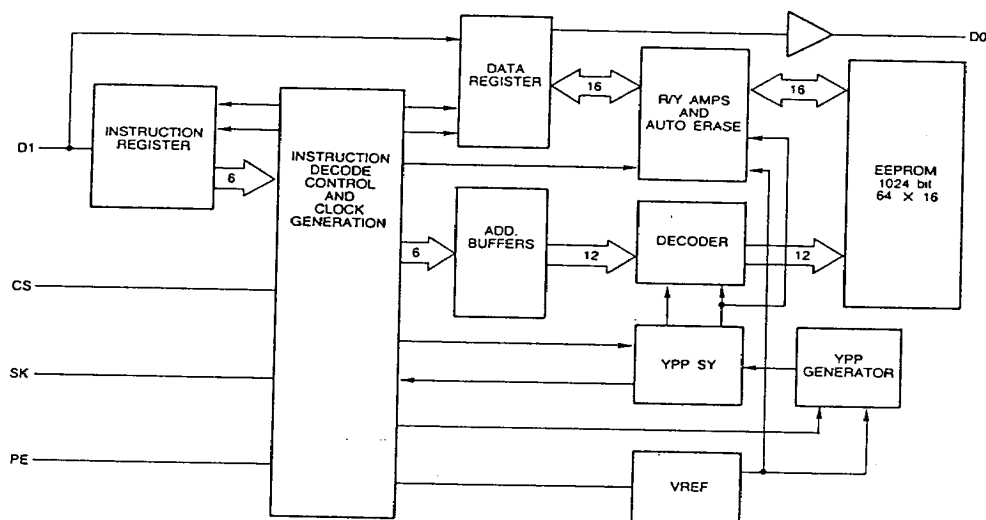 D0
DATA
REGISTER
16
R/Y AMPS
AND
AUTO ERASE
16
D1
INSTRUCTION
REGISTER
6
INSTRUCTION
DECODE
CONTROL
AND
CLOCK
GENERATION
EEPROM
1024 bit
64 × 16
6
ADD.
BUFFERS
12
DECODER
12
CS
SK
YPP SY
YPP
GENERATOR
PE
VREF